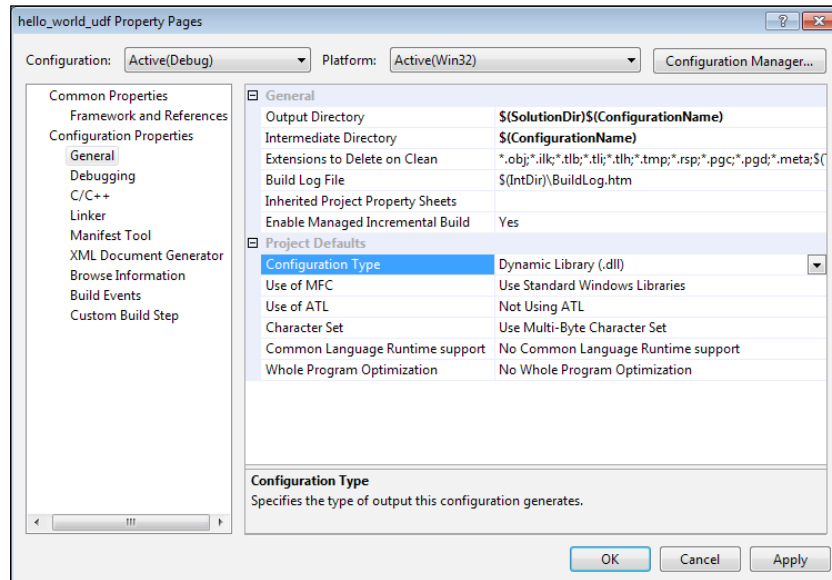 hello_world_udf Property Pages
Configuration: Active(Debug) Platform: Active(Win32) Configuration Manager...
Common Properties
Framework and References
Configuration Properties
General
Debugging
C/C++
Linker
Manifest Tool
XML Document Generator
Browse Information
Build Events
Custom Build Step
General
Output Directory $(SolutionDir)$(ConfigurationName)
Intermediate Directory $(ConfigurationName)
Extensions to Delete on Clean *.obj;*.ilk;*.tlb;*.tli;*.tlh;*.tmp;*.rsp;*.pgc;*.pgd;*.meta;$(
Build Log File $(IntDir)\BuildLog.htm
Inherited Project Property Sheets
Enable Managed Incremental Build Yes
Project Defaults
Configuration Type Dynamic Library (.dll)
Use of MFC Use Standard Windows Libraries
Use of ATL Not Using ATL
Character Set Use Multi-Byte Character Set
Common Language Runtime support No Common Language Runtime support
Whole Program Optimization No Whole Program Optimization
Configuration Type
Specifies the type of output this configuration generates.
OK Cancel Apply